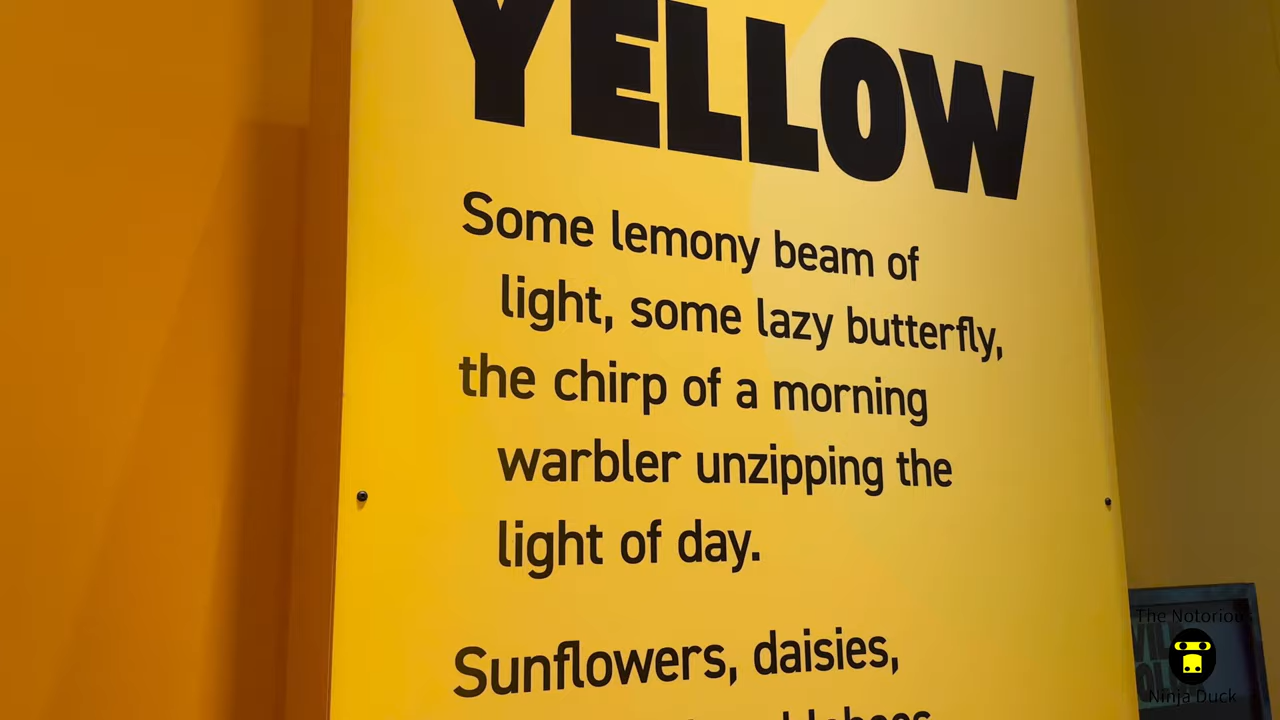 YELLOW
Some lemony beam of
light, some lazy butterfly,
the chirp of a morning
warbler unzipping the
light of day.
Sunflowers, daisies,
The Notorious
Ninja Duck